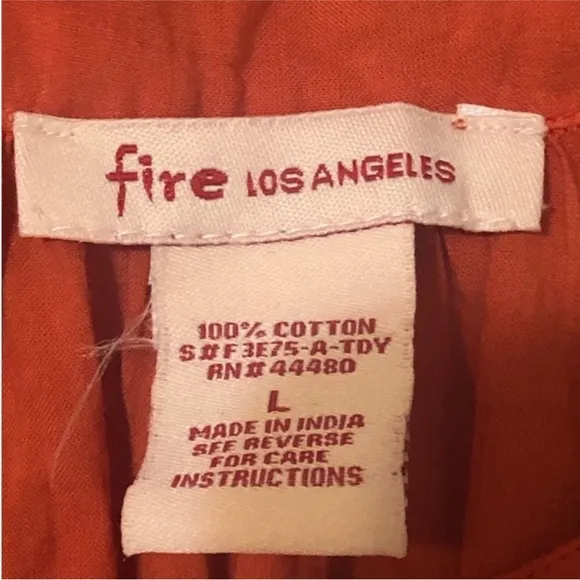 fire LOS ANGELES
100% COTTON
S#F3E75-A-TDY
RN#44480
L
MADE IN INDIA
SEE REVERSE
FOR CARE
INSTRUCTIONS